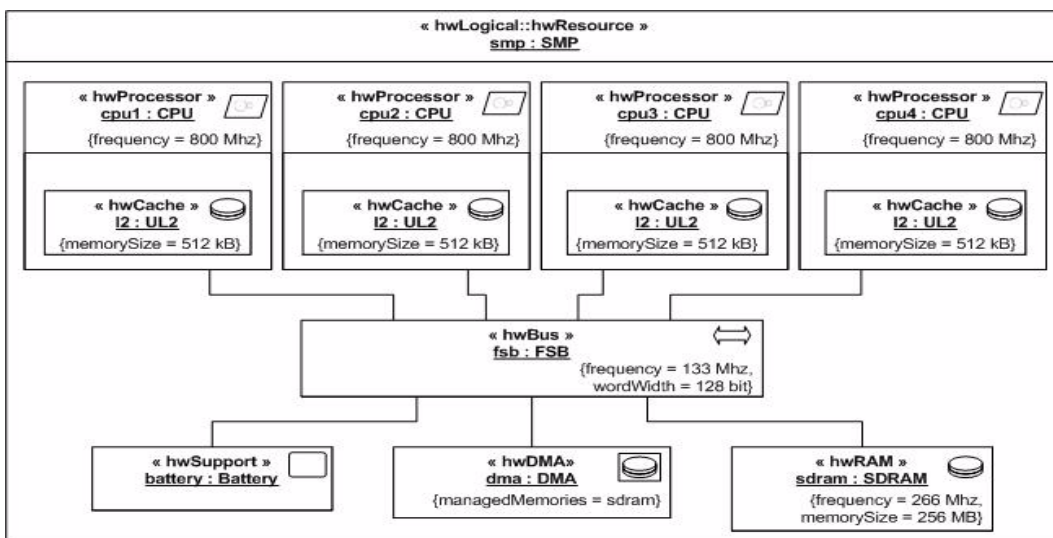 « hwLogical::hwResource »
smp : SMP
« hwProcessor »
cpu1 : CPU
{frequency = 800 Mhz}
« hwCache »
l2 : UL2
{memorySize = 512 kB}
« hwProcessor »
cpu2 : CPU
{frequency = 800 Mhz}
« hwCache »
l2 : UL2
{memorySize = 512 kB}
« hwProcessor »
cpu3 : CPU
{frequency = 800 Mhz}
« hwCache »
l2 : UL2
{memorySize = 512 kB}
« hwProcessor »
cpu4 : CPU
{frequency = 800 Mhz}
« hwCache »
l2 : UL2
{memorySize = 512 kB}
« hwBus »
fsb : FSB
{frequency = 133 Mhz,
wordWidth = 128 bit}
« hwSupport »
battery : Battery
« hwDMA»
dma : DMA
{managedMemories = sdram}
« hwRAM »
sdram : SDRAM
{frequency = 266 Mhz,
memorySize = 256 MB}